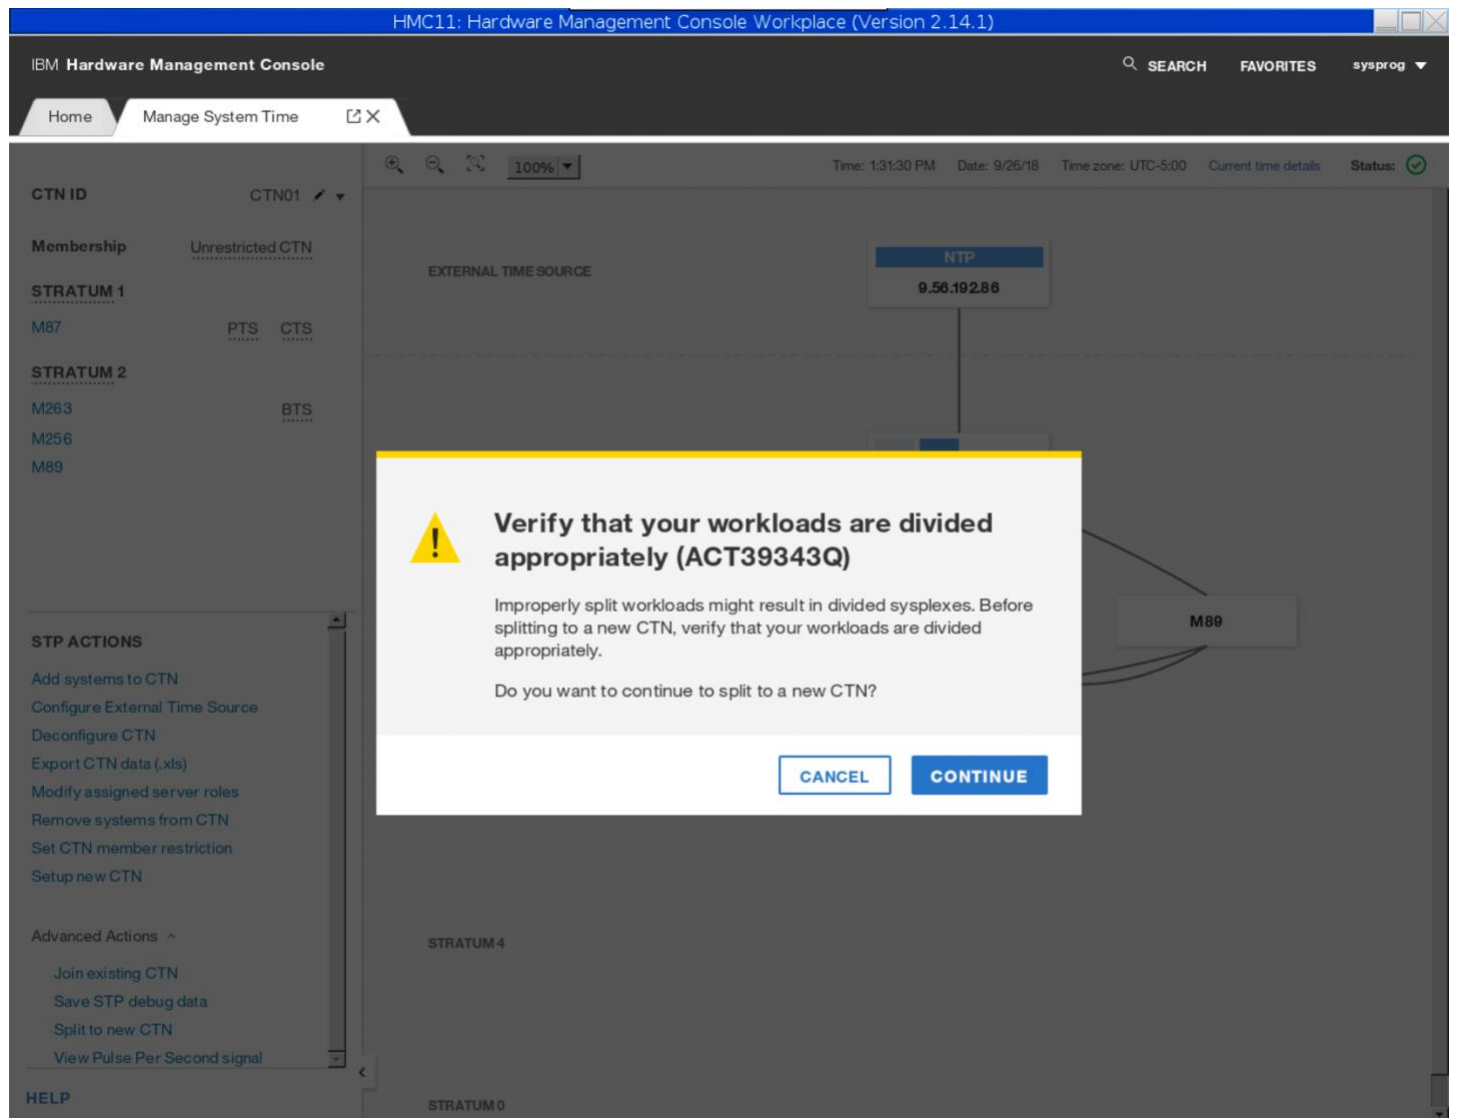 HMC11: Hardware Management Console Workplace (Version 2.14.1)
IBM Hardware Management Console
SEARCH FAVORITES sysprog
Home Manage System Time
100%
Time: 1:31:30 PM Date: 9/26/18 Time zone: UTC-5:00 Current time details Status:
CTN ID CTN01
Membership Unrestricted CTN
STRATUM 1
M87 PTS CTS
STRATUM 2
M263 BTS
M256
M89
EXTERNAL TIME SOURCE
NTP
9.56.192.86
Verify that your workloads are divided
appropriately (ACT39343Q)
Improperly split workloads might result in divided sysplexes. Before
splitting to a new CTN, verify that your workloads are divided
appropriately.
Do you want to continue to split to a new CTN?
CANCEL CONTINUE
M89
STP ACTIONS
Add systems to CTN
Configure External Time Source
Deconfigure CTN
Export CTN data (.xls)
Modify assigned server roles
Remove systems from CTN
Set CTN member restriction
Setup new CTN
Advanced Actions
Join existing CTN
Save STP debug data
Split to new CTN
View Pulse Per Second signal
HELP
STRATUM 4
STRATUM 0